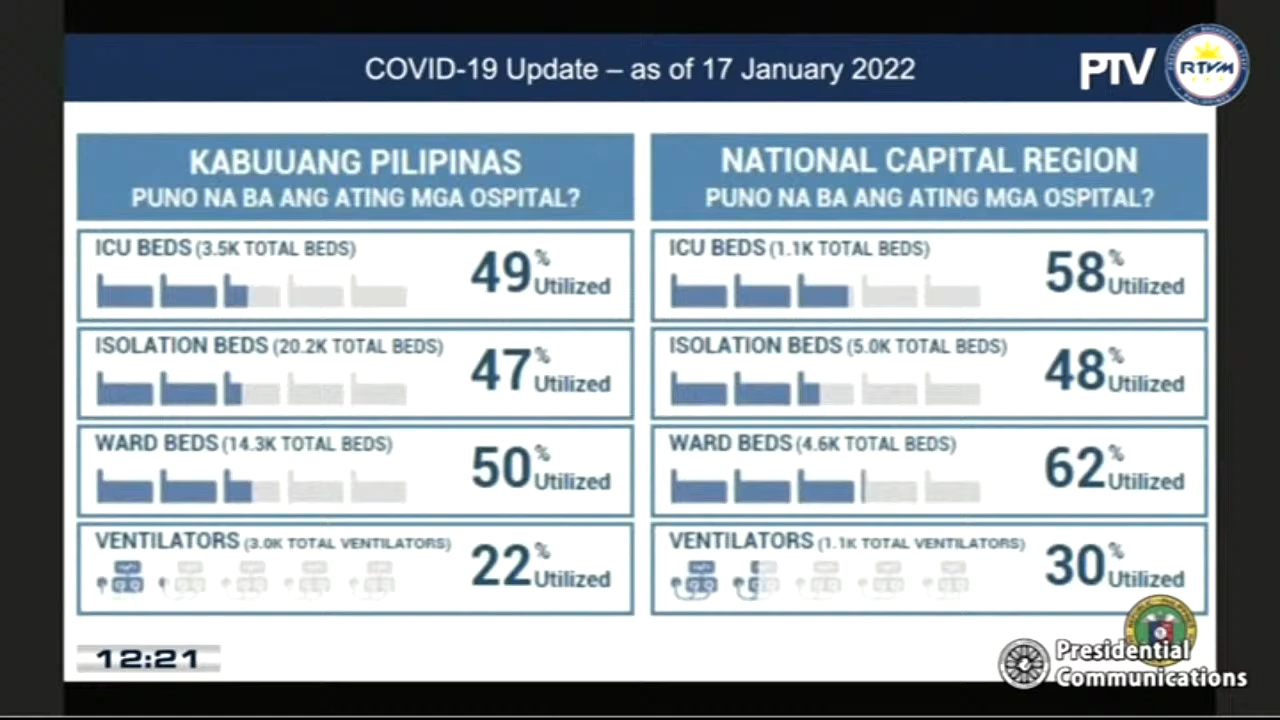 COVID-19 Update – as of 17 January 2022
PTV
RTVM
KABUUANG PILIPINAS
PUNO NA BA ANG ATING MGA OSPITAL?
ICU BEDS (3.5K TOTAL BEDS)
49% Utilized
ISOLATION BEDS (20.2K TOTAL BEDS)
47% Utilized
WARD BEDS (14.3K TOTAL BEDS)
50% Utilized
VENTILATORS (3.0K TOTAL VENTILATORS)
22% Utilized
NATIONAL CAPITAL REGION
PUNO NA BA ANG ATING MGA OSPITAL?
ICU BEDS (1.1K TOTAL BEDS)
58% Utilized
ISOLATION BEDS (5.0K TOTAL BEDS)
48% Utilized
WARD BEDS (4.6K TOTAL BEDS)
62% Utilized
VENTILATORS (1.1K TOTAL VENTILATORS)
30% Utilized
12:21
Presidential
Communications